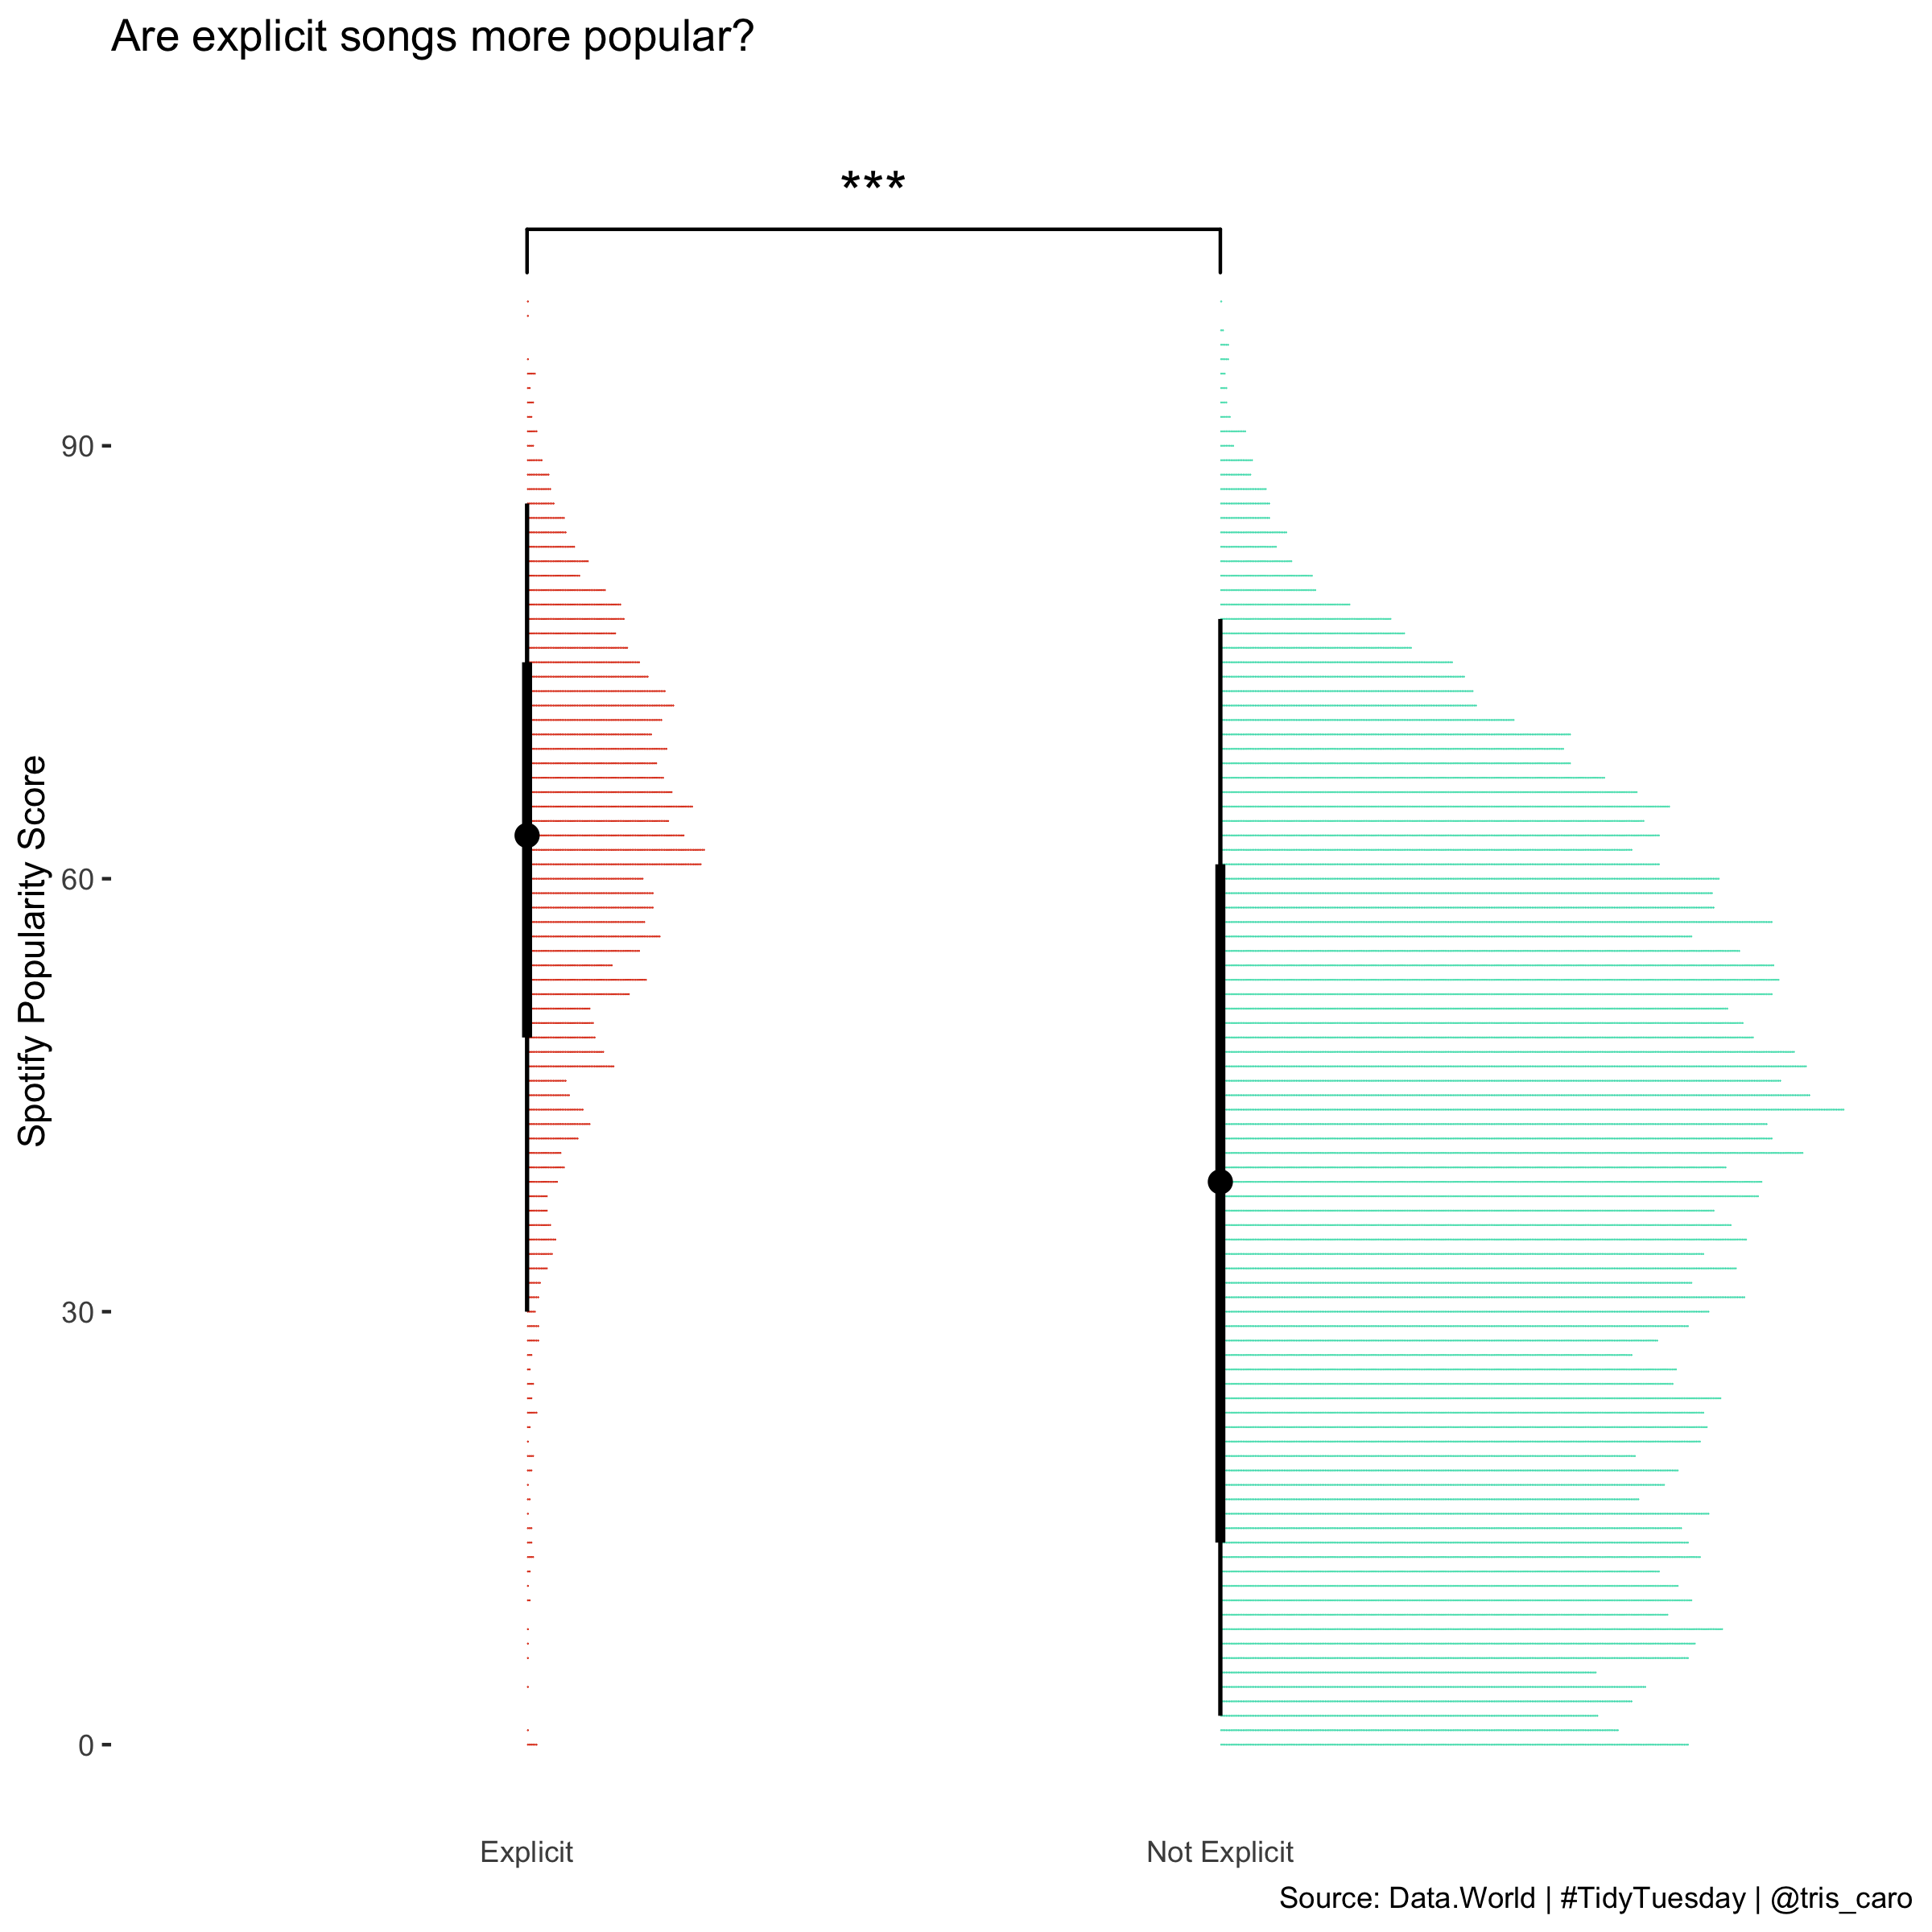 Are explicit songs more popular?
***
90
60
30
0
Spotify Popularity Score
Explicit
Not Explicit
Source: Data.World | #TidyTuesday | @tris_caro